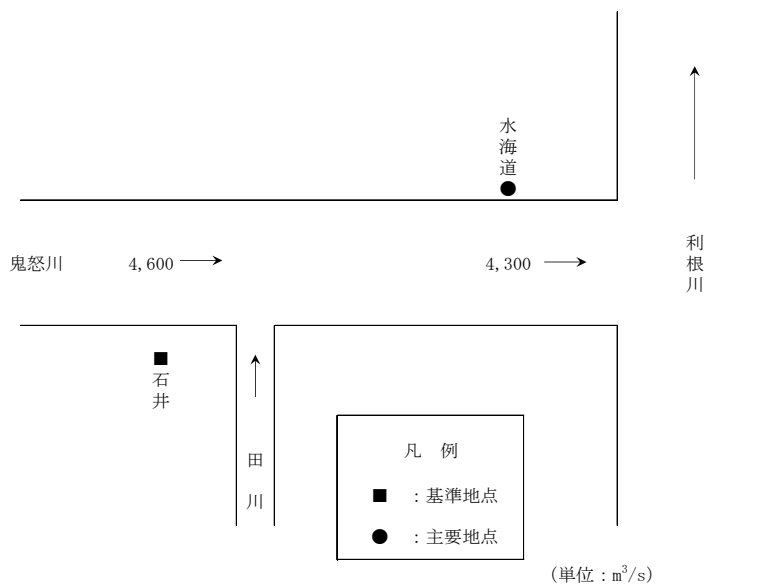 水海道
利根川
鬼怒川
4,600
4,300
石井
田川
凡 例
■ ：基準地点
● ：主要地点
(単位：m³/s)